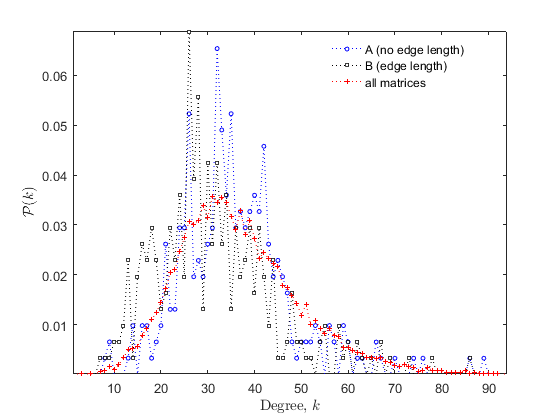 A (no edge length)
B (edge length)
all matrices
0.06
0.05
0.04
0.03
0.02
0.01
P(k)
10 20 30 40 50 60 70 80 90
Degree, k